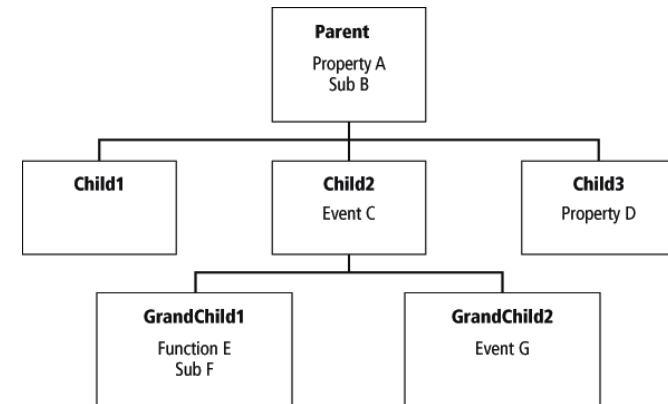 Parent
Property A
Sub B
Child1
Child2
Event C
Child3
Property D
GrandChild1
Function E
Sub F
GrandChild2
Event G